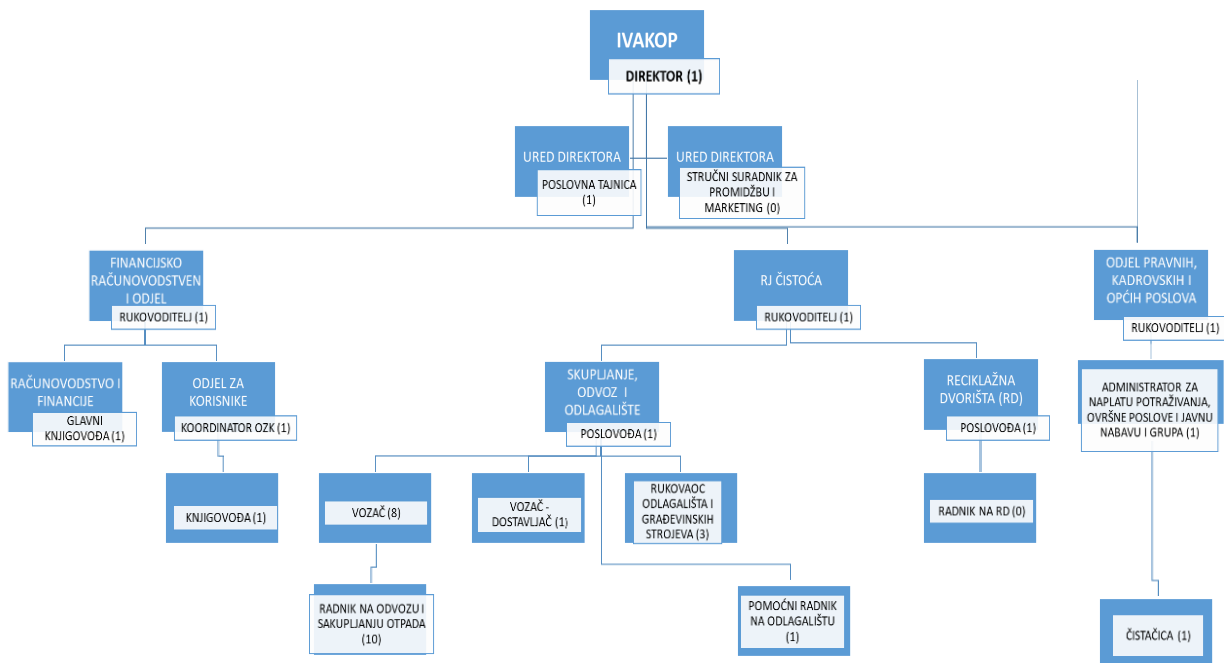 IVAKOP
DIREKTOR (1)
URED DIREKTORA
POSLOVNA TAJNICA
(1)
URED DIREKTORA
STRUČNI SURADNIK ZA
PROMIDŽBU I
MARKETING (0)
FINANCIJSKO
RAČUNOVODSTVEN
I ODJEL
RUKOVODITELJ (1)
RJ ČISTOĆA
RUKOVODITELJ (1)
ODJEL PRAVNIH,
KADROVSKIH I
OPĆIH POSLOVA
RUKOVODITELJ (1)
RAČUNOVODSTVO I
FINANCIJE
GLAVNI
KNJIGOVOĐA (1)
ODJEL ZA
KORISNIKE
KOORDINATOR OZK (1)
SKUPLJANJE,
ODVOZ I
ODLAGALIŠTE
POSLOVOĐA (1)
RECIKLAŽNA
DVORIŠTA (RD)
POSLOVOĐA (1)
ADMINISTRATOR ZA
NAPLATU POTRAŽIVANJA,
OVRŠNE POSLOVE I JAVNU
NABAVU I GRUPA (1)
KNJIGOVOĐA (1)
VOZAČ (8)
VOZAČ -
DOSTAVLJAČ (1)
RUKOVAOC
ODLAGALIŠTA I
GRAĐEVINSKIH
STROJEVA (3)
RADNIK NA RD (0)
RADNIK NA ODVOZU I
SAKUPLJANJU OTPADA
(10)
POMOĆNI RADNIK
NA ODLAGALIŠTU
(1)
ČISTAČICA (1)